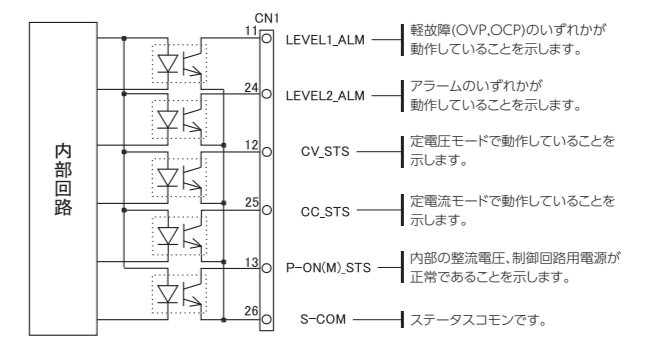 CN1
内部回路
11 LEVEL1_ALM 軽故障(OVP,OCP)のいずれかが
動作していることを示します。
24 LEVEL2_ALM アラームのいずれかが
動作していることを示します。
12 CV_STS 定電圧モードで動作していることを
示します。
25 CC_STS 定電流モードで動作していることを
示します。
13 P-ON(M)_STS 内部の整流電圧、制御回路用電源が
正常であることを示します。
26 S-COM ステータスコモンです。